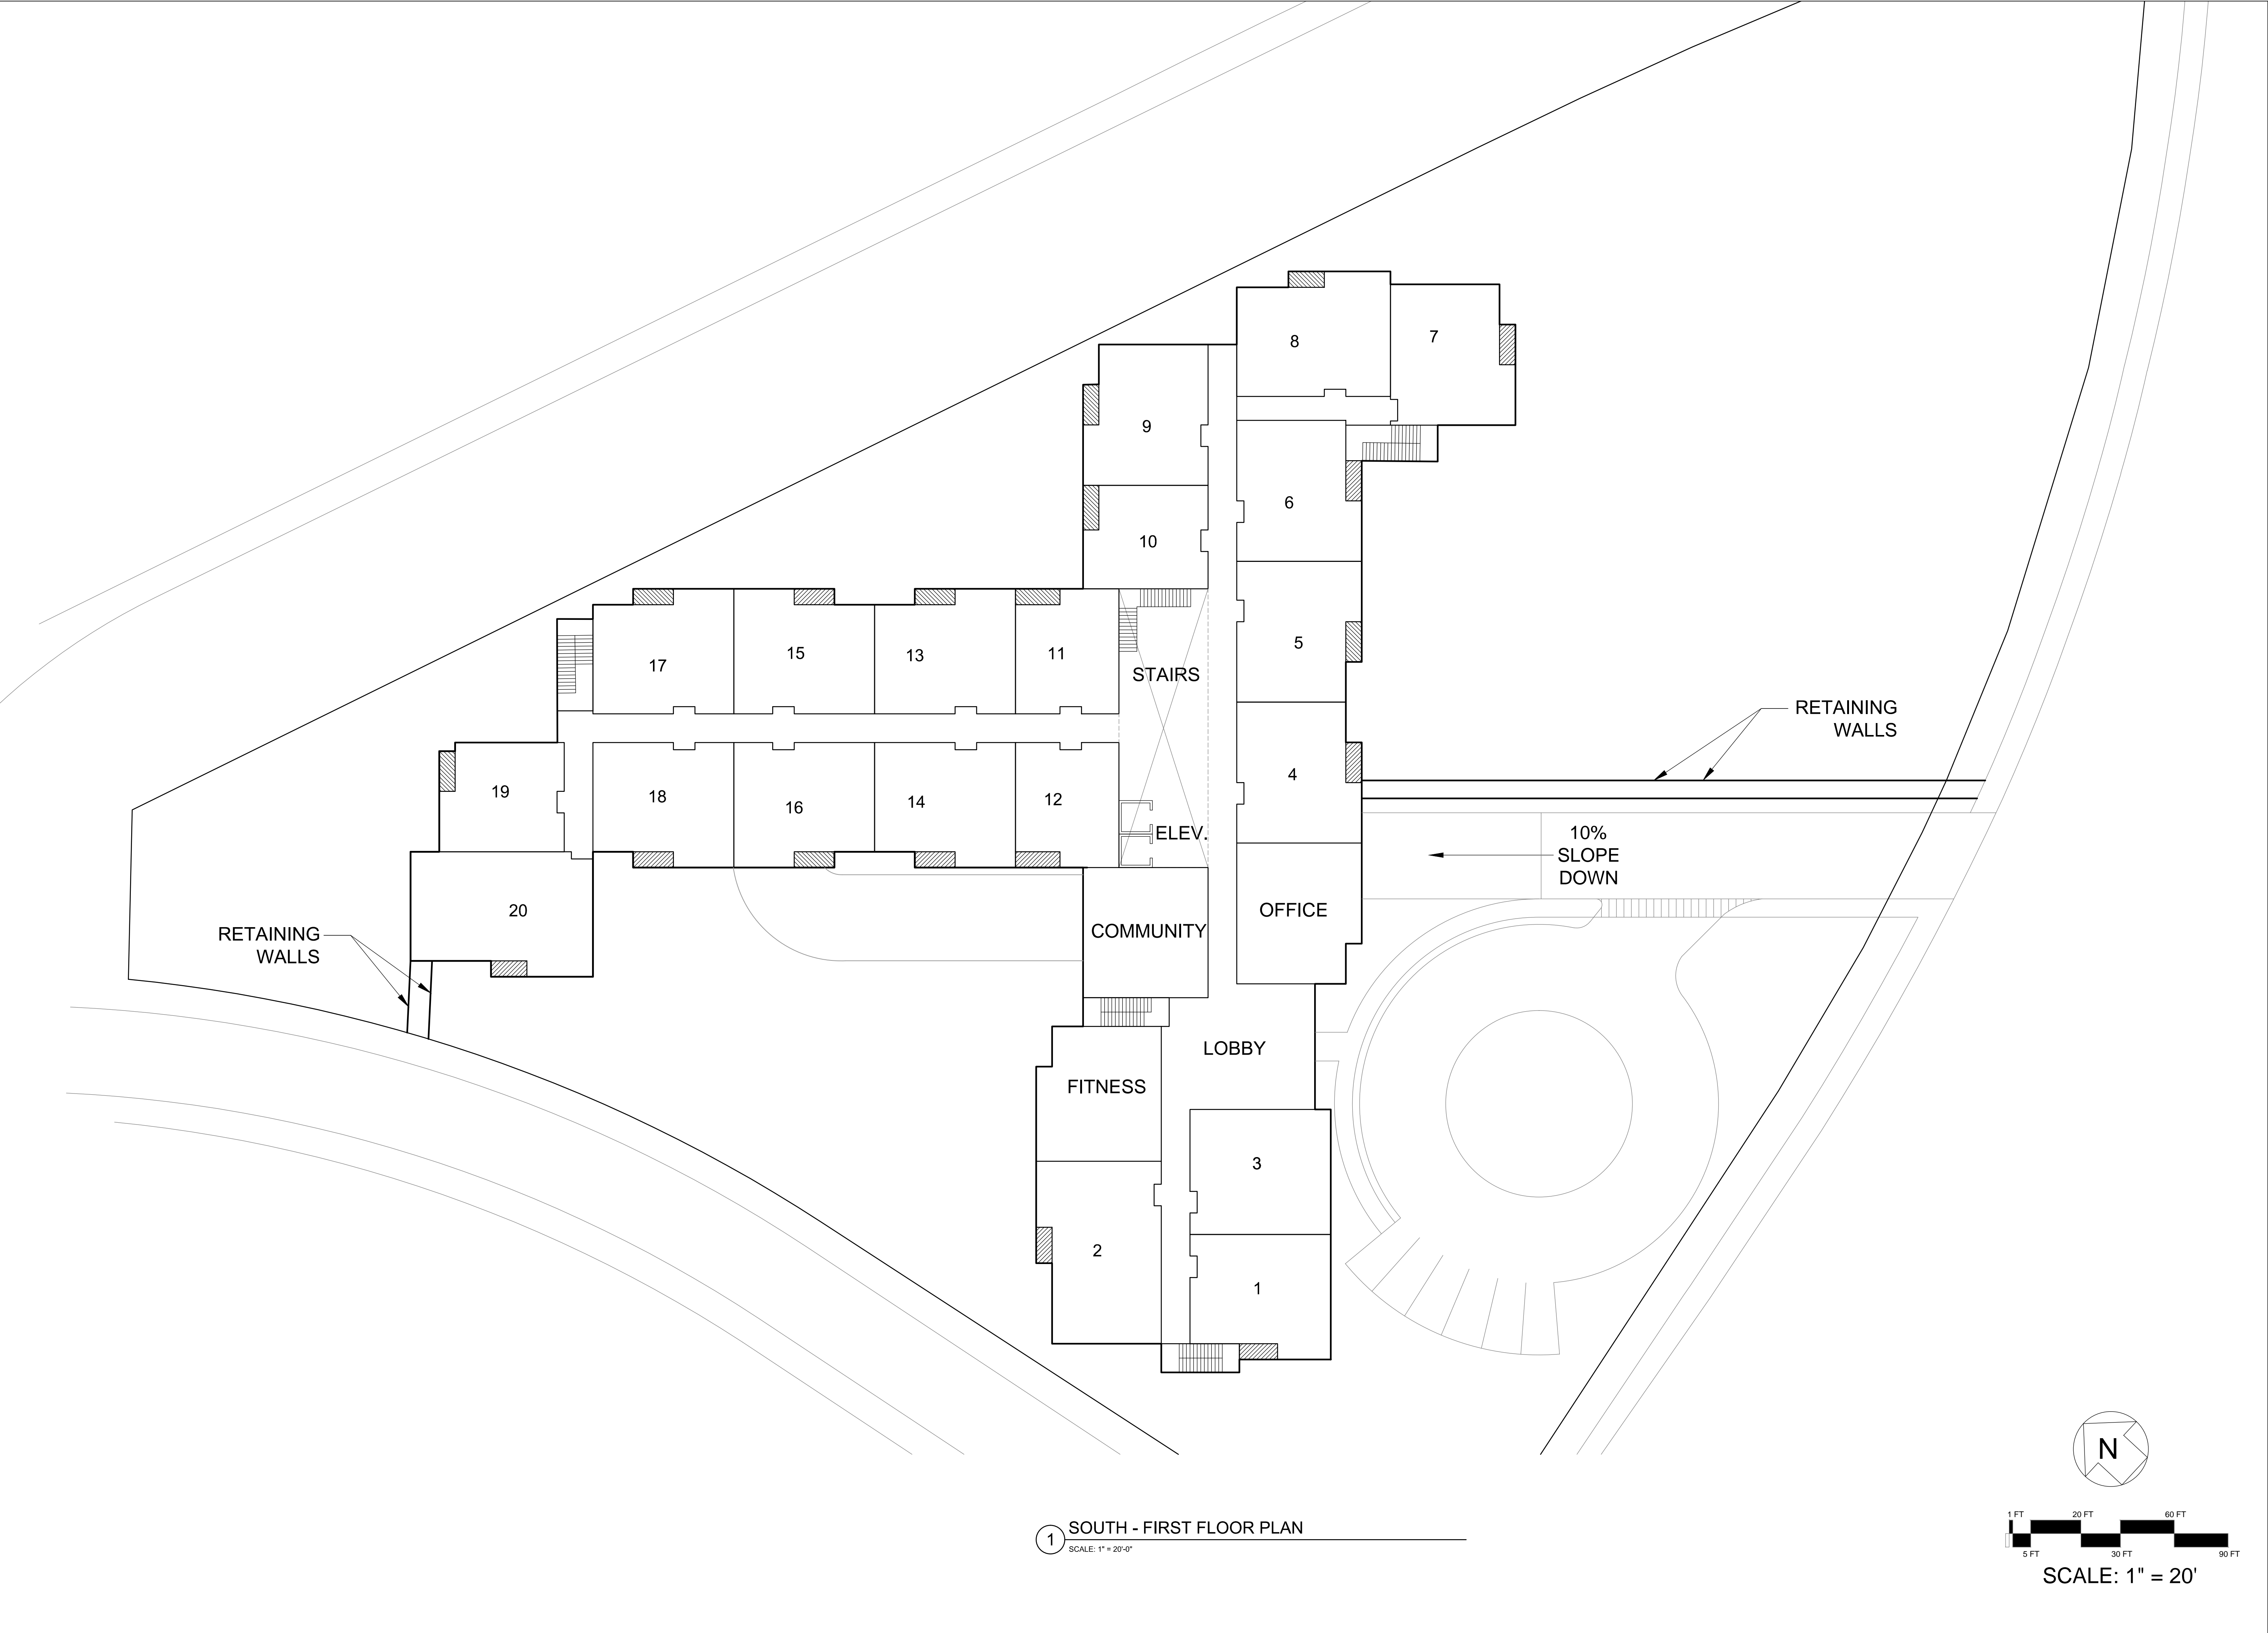 8
7
9
6
10
5
17
15
13
11
STAIRS
RETAINING
WALLS
4
19
18
16
14
12
ELEV.
10%
SLOPE
DOWN
20
COMMUNITY
OFFICE
RETAINING
WALLS
LOBBY
FITNESS
3
2
1
N
1 FT
20 FT
60 FT
5 FT
30 FT
90 FT
SCALE: 1" = 20'
1
SOUTH - FIRST FLOOR PLAN
SCALE: 1" = 20'-0"